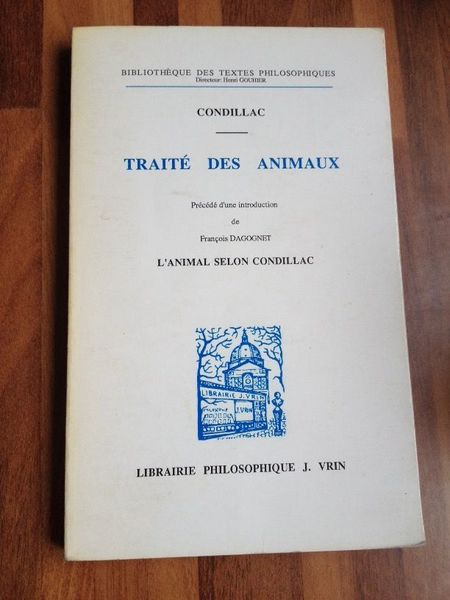 BIBLIOTHÈQUE DES TEXTES PHILOSOPHIQUES
Directeur: Henri GOUHIER
CONDILLAC
TRAITÉ DES ANIMAUX
Précédé d'une introduction
de
François DAGOGNET
L'ANIMAL SELON CONDILLAC
LIBRAIRIE J. VRIN
J. VRIN
LIBRAIRIE PHILOSOPHIQUE J. VRIN